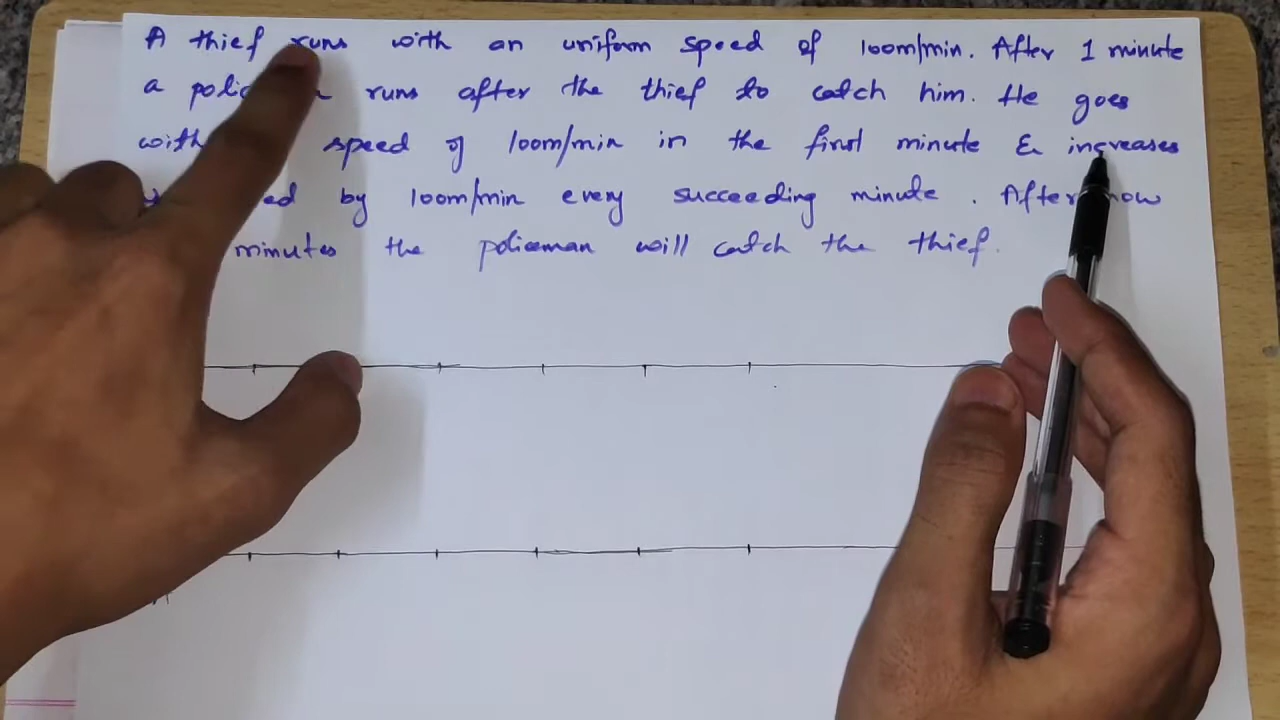 A thief runs with an uniform speed of 100m/min. After 1 minute
a runs after the thief to catch him. He goes
with speed of 100m/min in the first minute & increases
by 100m/min every succeeding minute. After how
minutes the policeman will catch the thief.